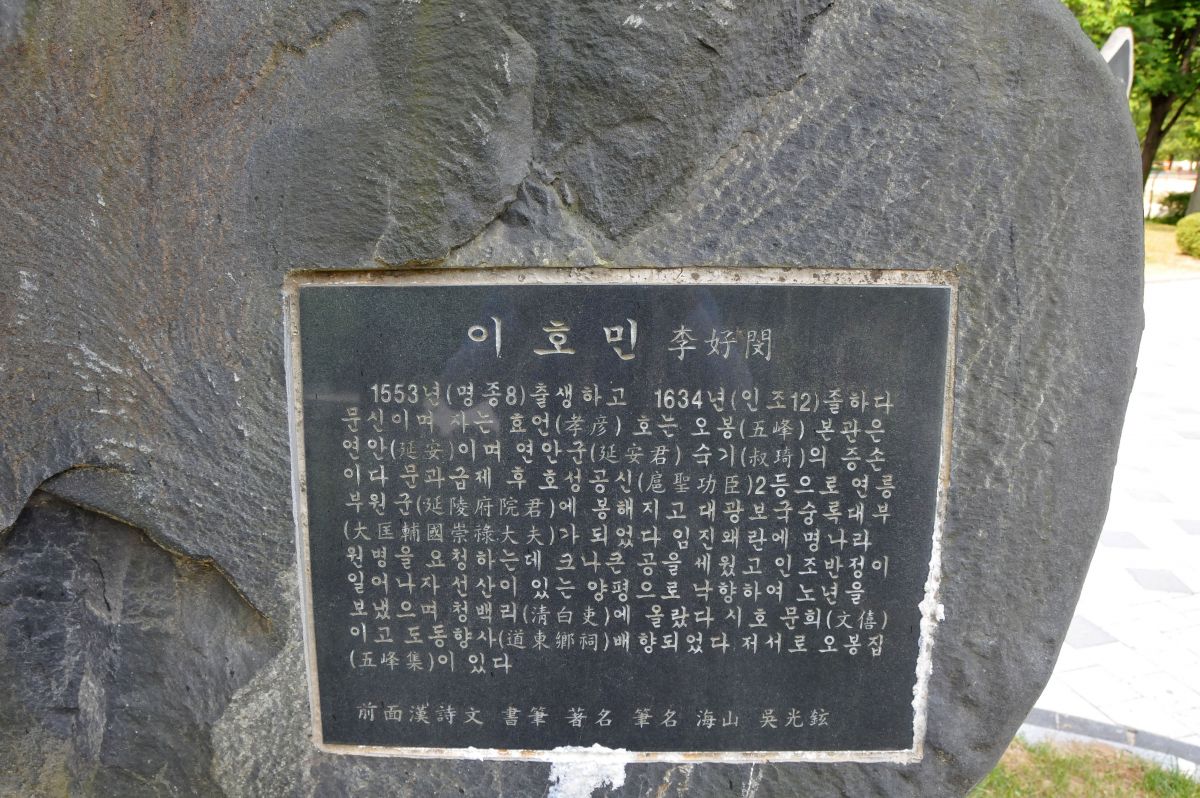 이호민 李好閔
1553년(명종8)출생하고 1634년(인조12)졸하다
문신이며 자는 효언(孝彦) 호는 오봉(五峰) 본관은
연안(延安)이며 연안군(延安君) 숙기(叔琦)의 증손
이다 문과급제 후 호성공신(扈聖功臣)2등으로 연릉
부원군(延陵府院君)에 봉해지고 대광보국숭록대부
(大匡輔國崇祿大夫)가 되었다 임진왜란에 명나라
원병을 요청하는데 크나큰 공을 세웠고 인조반정이
일어나자 선산이 있는 양평으로 낙향하여 노년을
보냈으며 청백리(清白吏)에 올랐다 시호 문희(文僖)
이고 도동향사(道東鄉祠)배향되었다 저서로 오봉집
(五峰集)이 있다
前面漢詩文 書筆 著名 筆名 海山 吳光鉉